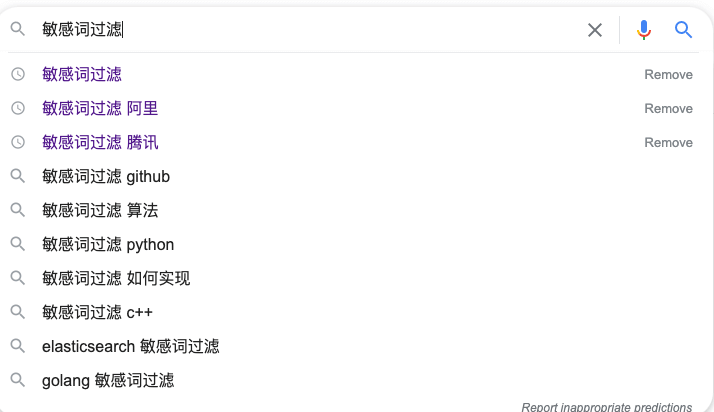 敏感词过滤
敏感词过滤 Remove
敏感词过滤 阿里 Remove
敏感词过滤 腾讯 Remove
敏感词过滤 github
敏感词过滤 算法
敏感词过滤 python
敏感词过滤 如何实现
敏感词过滤 c++
elasticsearch 敏感词过滤
golang 敏感词过滤
Report inappropriate predictions